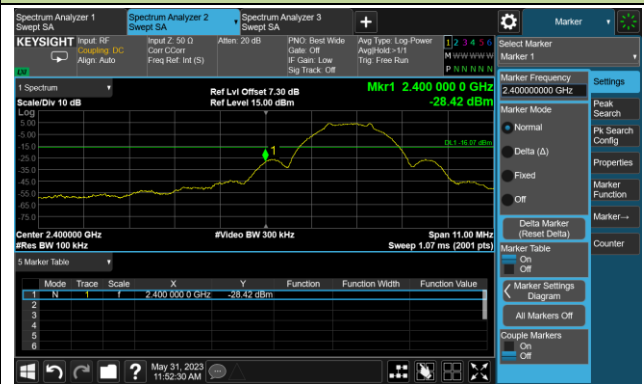 Spectrum Analyzer 1
Swept SA
Spectrum Analyzer 2
Swept SA
Spectrum Analyzer 3
Swept SA
Marker
KEYSIGHT
Input: RF
Coupling: DC
Align: Auto
Input Z: 50 Ω
Corr CCorr
Freq Ref: Int (S)
Atten: 20 dB
PNO: Best Wide
Gate: Off
IF Gain: Low
Sig Track: Off
Avg Type: Log-Power
Avg|Hold:>1/1
Trig: Free Run
1 2 3 4 5 6
M W W W W W
P N N N N N
Select Marker
Marker 1
1 Spectrum
Scale/Div 10 dB
Ref Lvl Offset 7.30 dB
Ref Level 15.00 dBm
Mkr1 2.400 000 0 GHz
-28.42 dBm
Log
5.00
-5.00
-15.0
-25.0
-35.0
-45.0
-55.0
-65.0
-75.0
DL1 -16.07 dBm
1
Center 2.400000 GHz
#Res BW 100 kHz
#Video BW 300 kHz
Span 11.00 MHz
Sweep 1.07 ms (2001 pts)
5 Marker Table
Mode Trace Scale X Y Function Function Width Function Value
1 N 1 f 2.400 000 0 GHz -28.42 dBm
2
3
4
5
6
Marker Frequency
2.400000000 GHz
Marker Mode
Normal
Delta (Δ)
Fixed
Off
Delta Marker
(Reset Delta)
Marker Table
On
Off
Marker Settings
Diagram
All Markers Off
Couple Markers
On
Off
Settings
Peak
Search
Pk Search
Config
Properties
Marker
Function
Marker→
Counter
May 31, 2023
11:52:30 AM